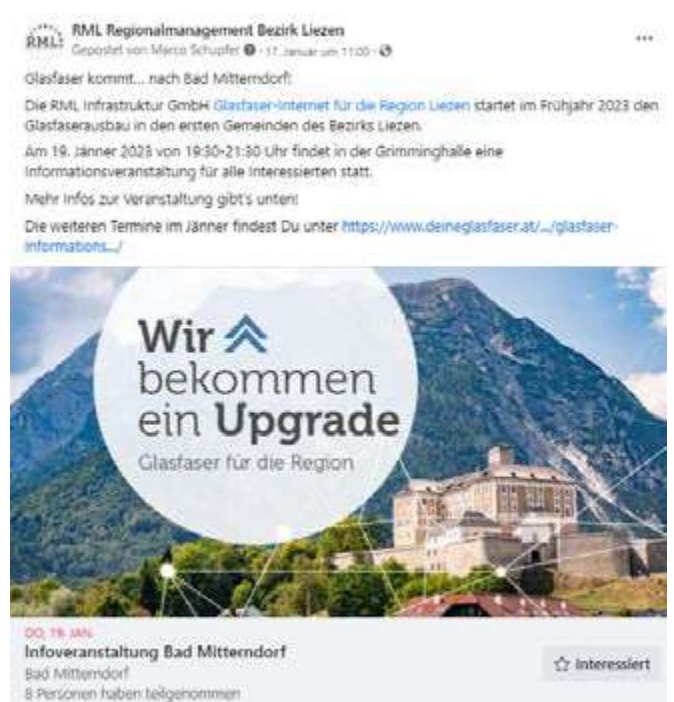 RML Regionalmanagement Bezirk Liezen
RML
Gepostet von Marco Schupfer · 17. Januar um 11:00 ·
Glasfaser kommt... nach Bad Mitterndorf!
Die RML Infrastruktur GmbH Glasfaser-Internet für die Region Liezen startet im Frühjahr 2023 den
Glasfaserausbau in den ersten Gemeinden des Bezirks Liezen.
Am 19. Jänner 2023 von 19:30-21:30 Uhr findet in der Grimminghalle eine
Informationsveranstaltung für alle Interessierten statt.
Mehr Infos zur Veranstaltung gibt's unten!
Die weiteren Termine im Jänner findest Du unter https://www.deineglasfaser.at/.../glasfaser-
informations.../
Wir
bekommen
ein Upgrade
Glasfaser für die Region
DO, 19. JAN.
Infoveranstaltung Bad Mitterndorf
Bad Mitterndorf
8 Personen haben teilgenommen
Interessiert